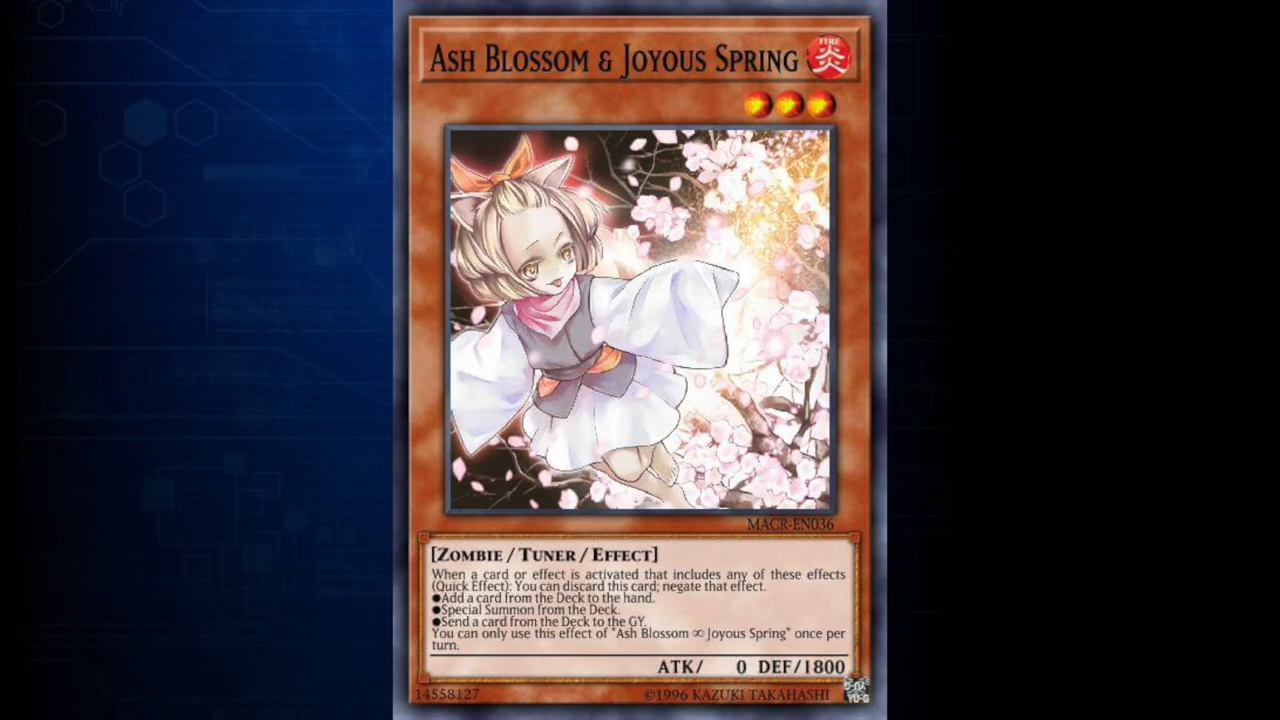 Ash Blossom & Joyous Spring
FIRE
炎
MACR-EN036
[Zombie / Tuner / Effect]
When a card or effect is activated that includes any of these effects
(Quick Effect): You can discard this card; negate that effect.
●Add a card from the Deck to the hand.
●Special Summon from the Deck.
●Send a card from the Deck to the GY.
You can only use this effect of "Ash Blossom ∞ Joyous Spring" once per
turn.
ATK/ 0 DEF/1800
14558127
©1996 KAZUKI TAKAHASHI